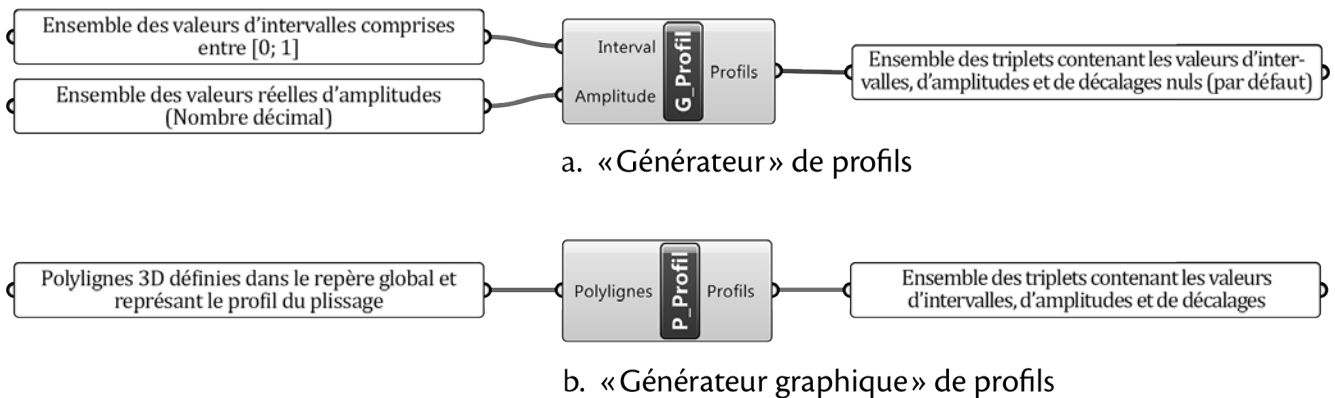 Ensemble des valeurs d’intervalles comprises
entre [0; 1]
Ensemble des valeurs réelles d’amplitudes
(Nombre décimal)
Interval
Amplitude
G_Profil
Profils
Ensemble des triplets contenant les valeurs d’inter-
valles, d’amplitudes et de décalages nuls (par défaut)
a. «Générateur» de profils
Polylignes 3D définies dans le repère global et
représant le profil du plissage
Polylignes
P_Profil
Profils
Ensemble des triplets contenant les valeurs
d’intervalles, d’amplitudes et de décalages
b. «Générateur graphique» de profils